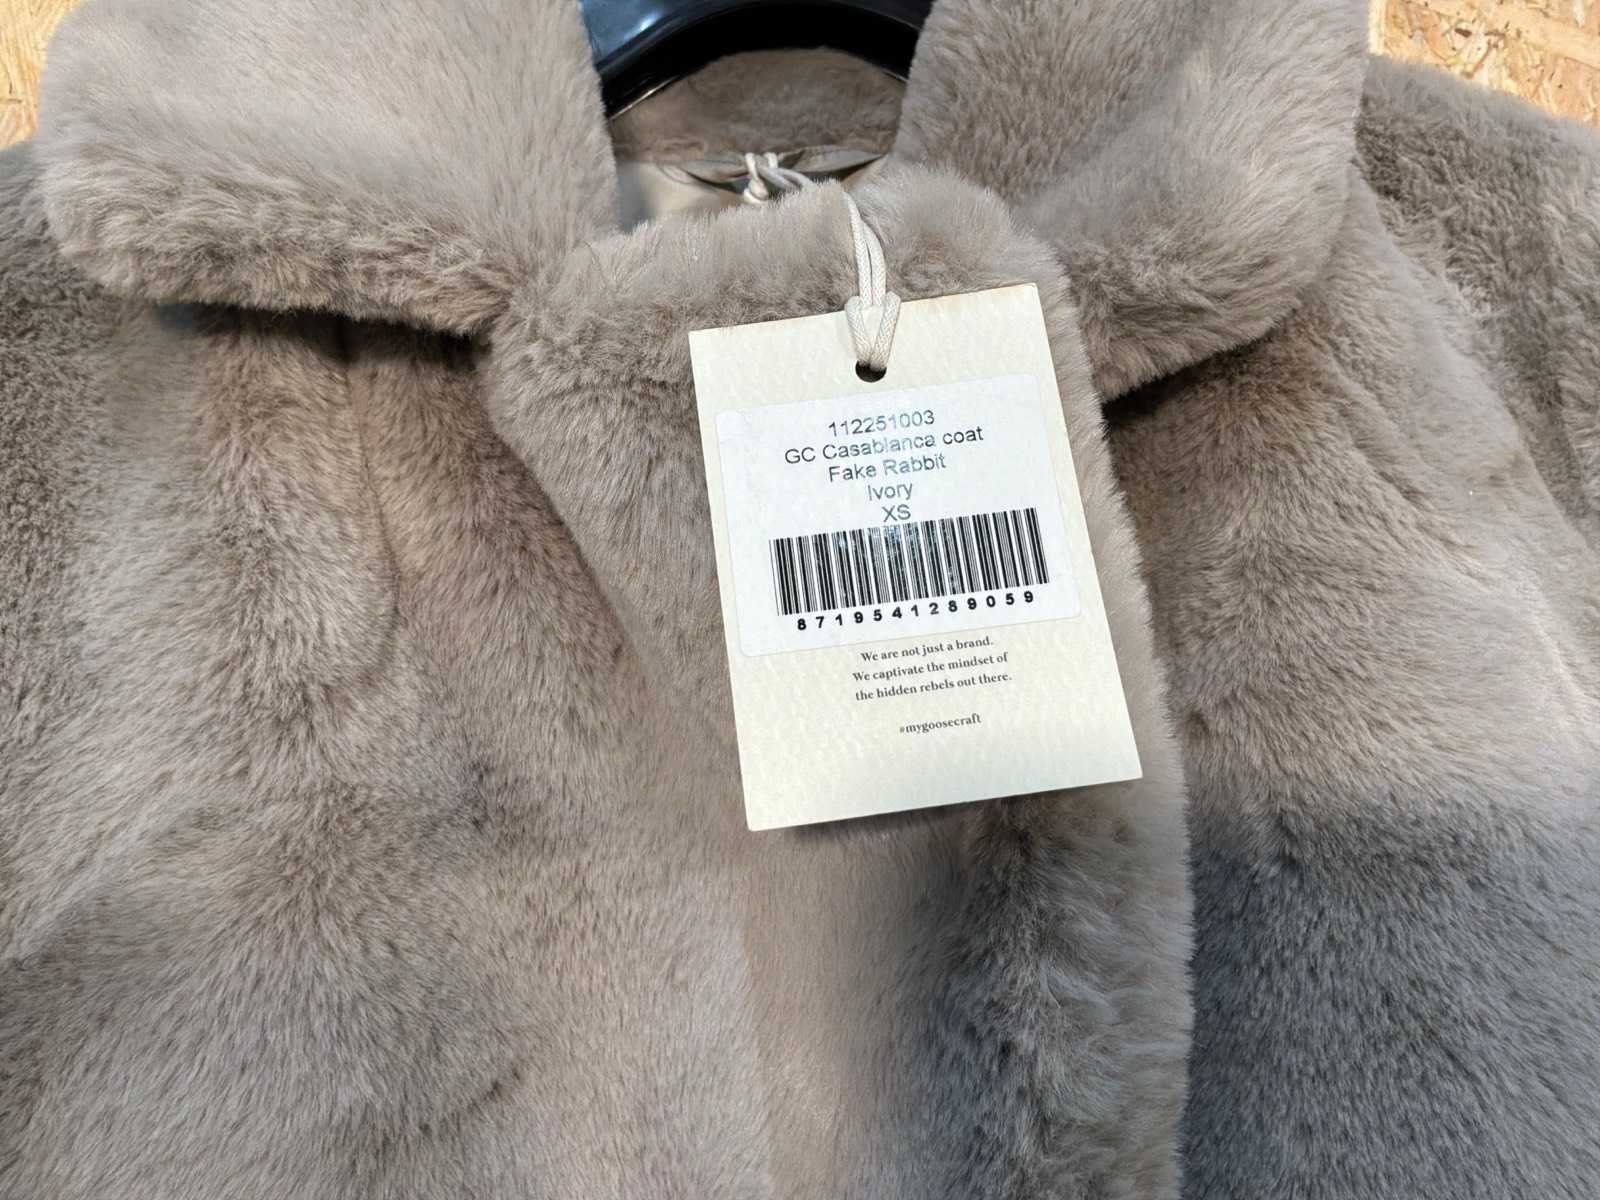 112251003
GC Casablanca coat
Fake Rabbit
Ivory
XS
8719541289059
We are not just a brand.
We captivate the mindset of
the hidden rebels out there.
#mygoosecraft